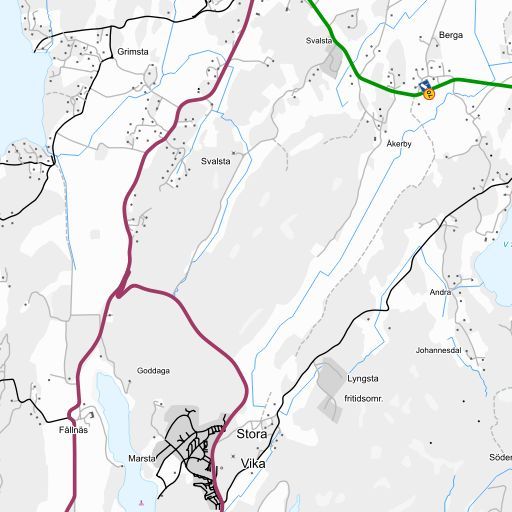 Berga
Svalsta
Grimsta
Åkerby
Svalsta
Andra
Johannesdal
Goddaga
Lyngsta
fritidsomr.
Fållnäs
Stora
Vika
Marsta
Söder